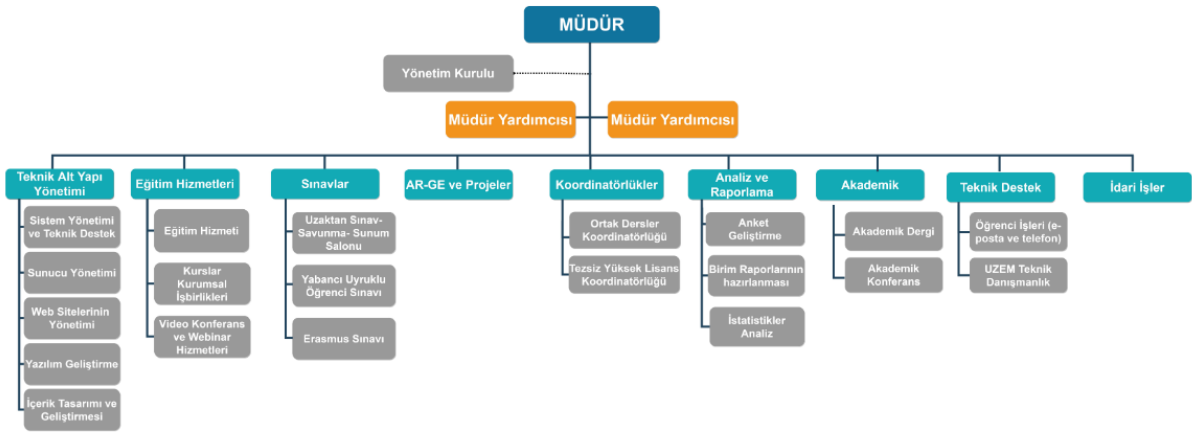 MÜDÜR
Yönetim Kurulu
Müdür Yardımcısı
Müdür Yardımcısı
Teknik Alt Yapı
Yönetimi
Sistem Yönetimi
ve Teknik Destek
Sunucu Yönetimi
Web Sitelerinin
Yönetimi
Yazılım Geliştirme
İçerik Tasarımı ve
Geliştirmesi
Eğitim Hizmetleri
Eğitim Hizmeti
Kurslar
Kurumsal
İşbirlikleri
Video Konferans
ve Webinar
Hizmetleri
Sınavlar
Uzaktan Sınav-
Savunma- Sunum
Salonu
Yabancı Uyruklu
Öğrenci Sınavı
Erasmus Sınavı
AR-GE ve Projeler
Koordinatörlükler
Ortak Dersler
Koordinatörlüğü
Tezsiz Yüksek Lisans
Koordinatörlüğü
Analiz ve
Raporlama
Anket
Geliştirme
Birim Raporlarının
hazırlanması
İstatistikler
Analiz
Akademik
Akademik Dergi
Akademik
Konferans
Teknik Destek
Öğrenci İşleri (e-
posta ve telefon)
UZEM Teknik
Danışmanlık
İdari İşler